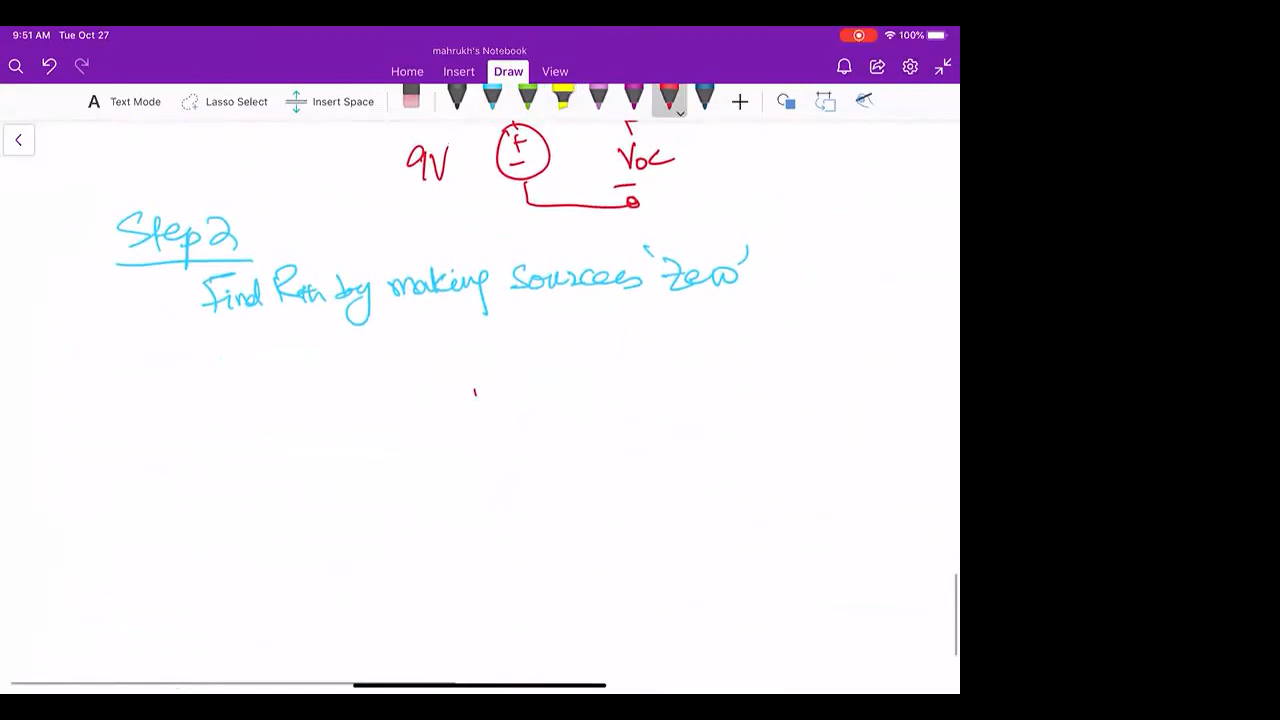 9:51 AM Tue Oct 27
100%
mahrukh's Notebook
Home Insert Draw View
A Text Mode Lasso Select Insert Space
9V + - Voc -
Step 2
Find Rth by making sources 'Zero'